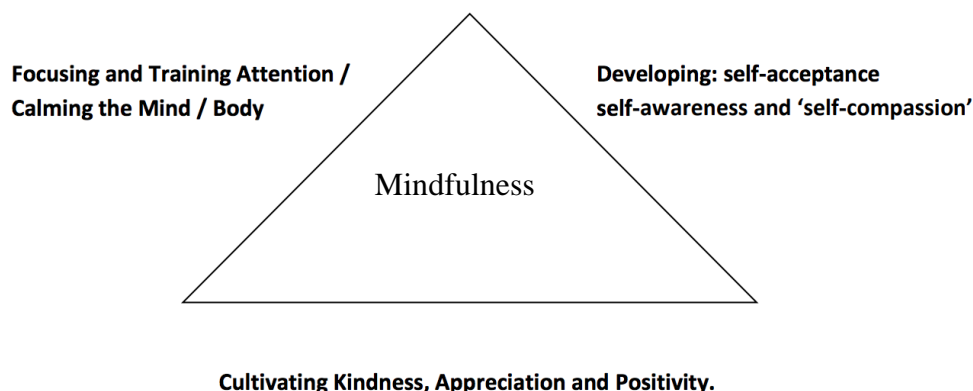 Focusing and Training Attention /
Calming the Mind / Body
Developing: self-acceptance
self-awareness and ‘self-compassion’
Mindfulness
Cultivating Kindness, Appreciation and Positivity.